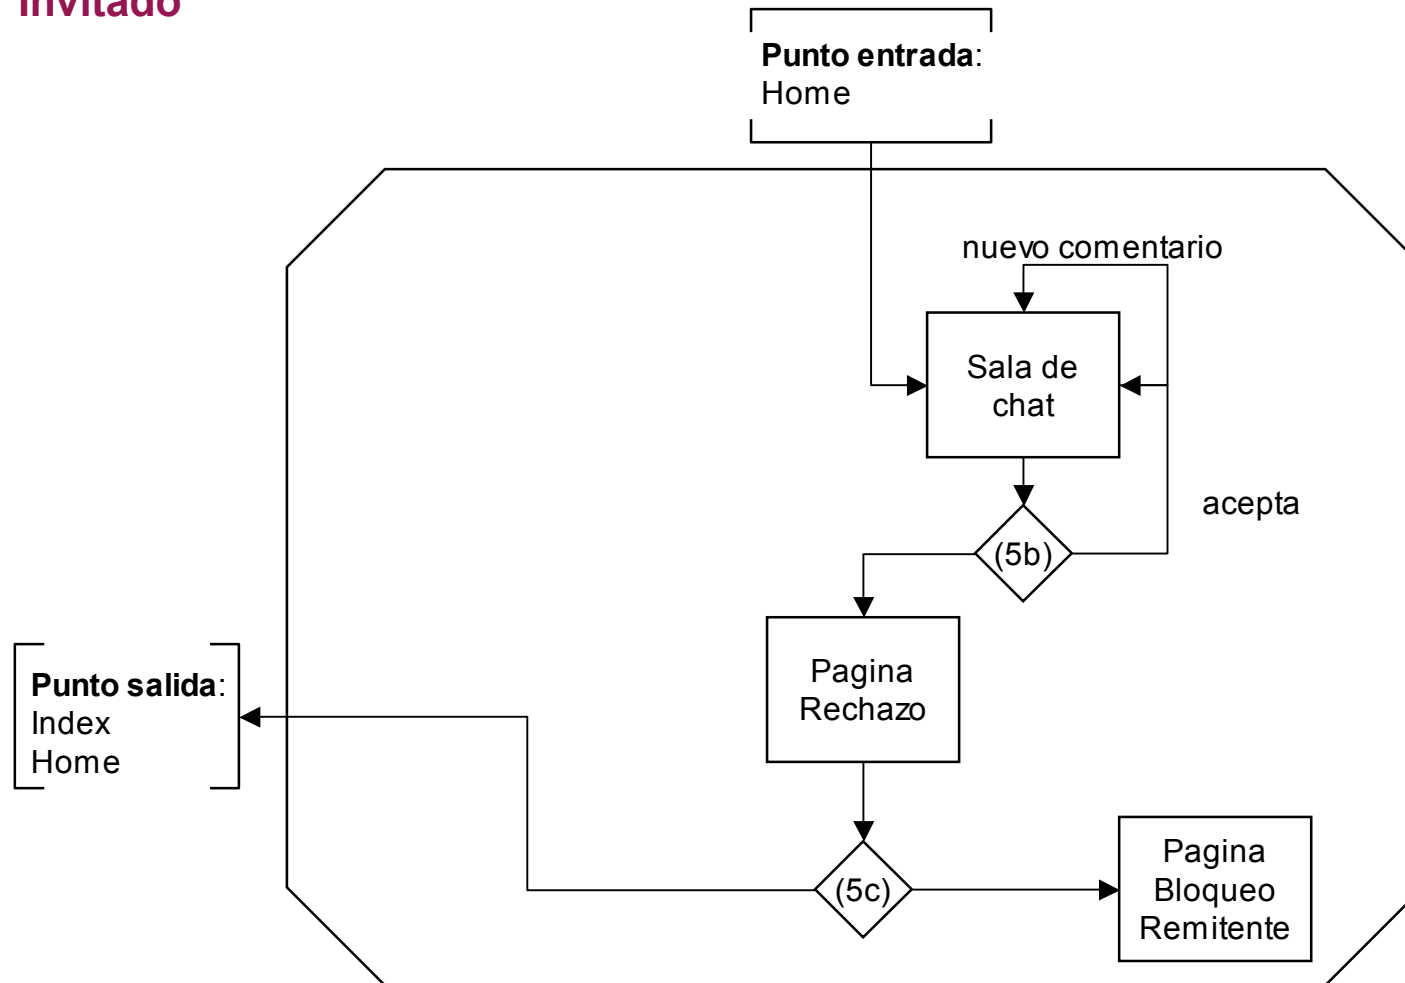 Invitado
Punto entrada:
Home
nuevo comentario
Sala de
chat
acepta
(5b)
Pagina
Rechazo
Punto salida:
Index
Home
(5c)
Pagina
Bloqueo
Remitente